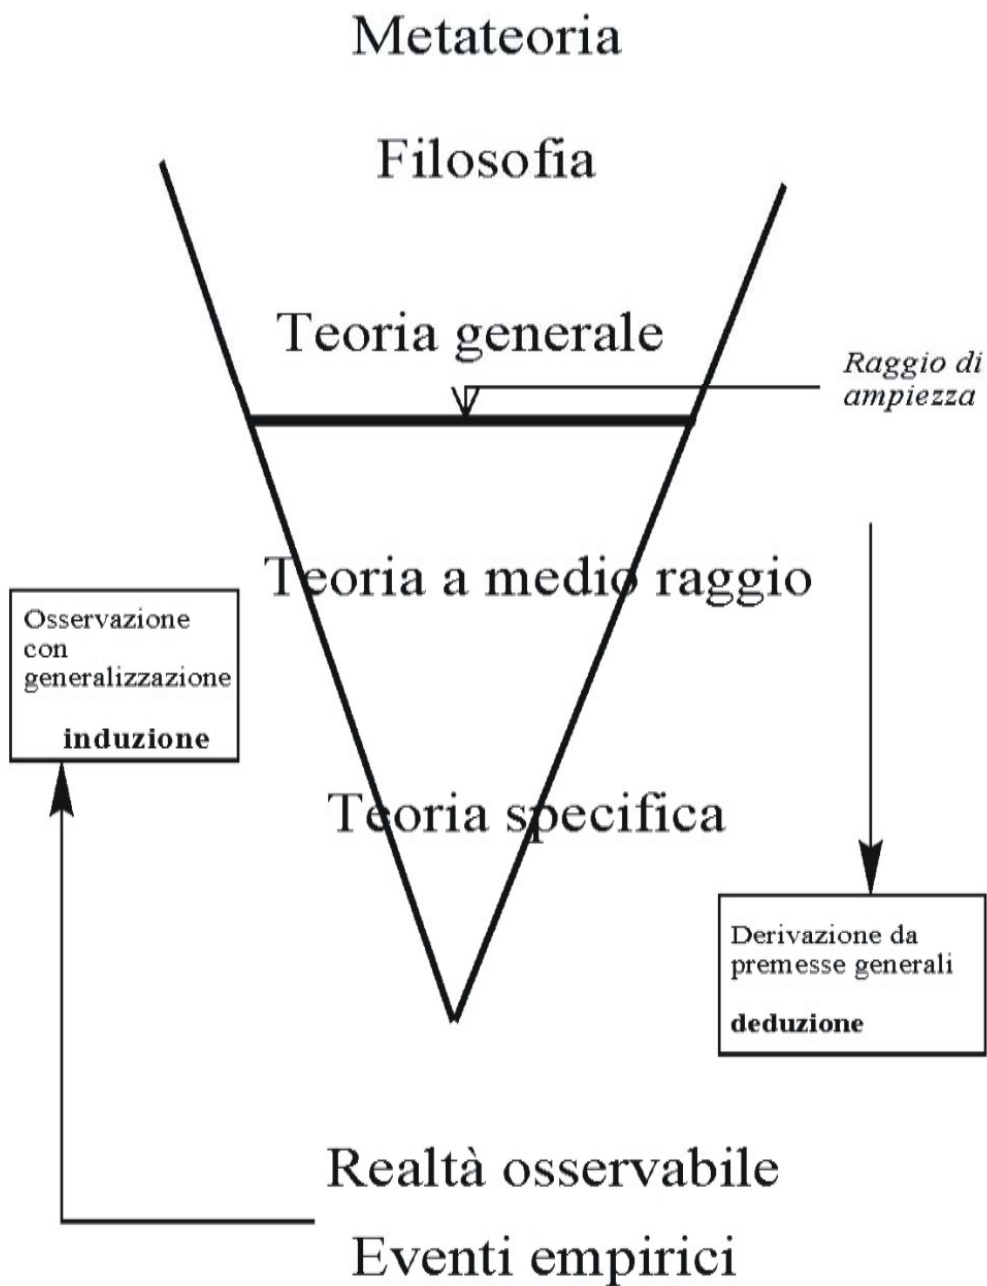 Metateoria
Filosofia
Teoria generale
Raggio di
ampiezza
Teoria a medio raggio
Osservazione
con
generalizzazione
induzione
Teoria specifica
Derivazione da
premesse generali
deduzione
Realtà osservabile
Eventi empirici